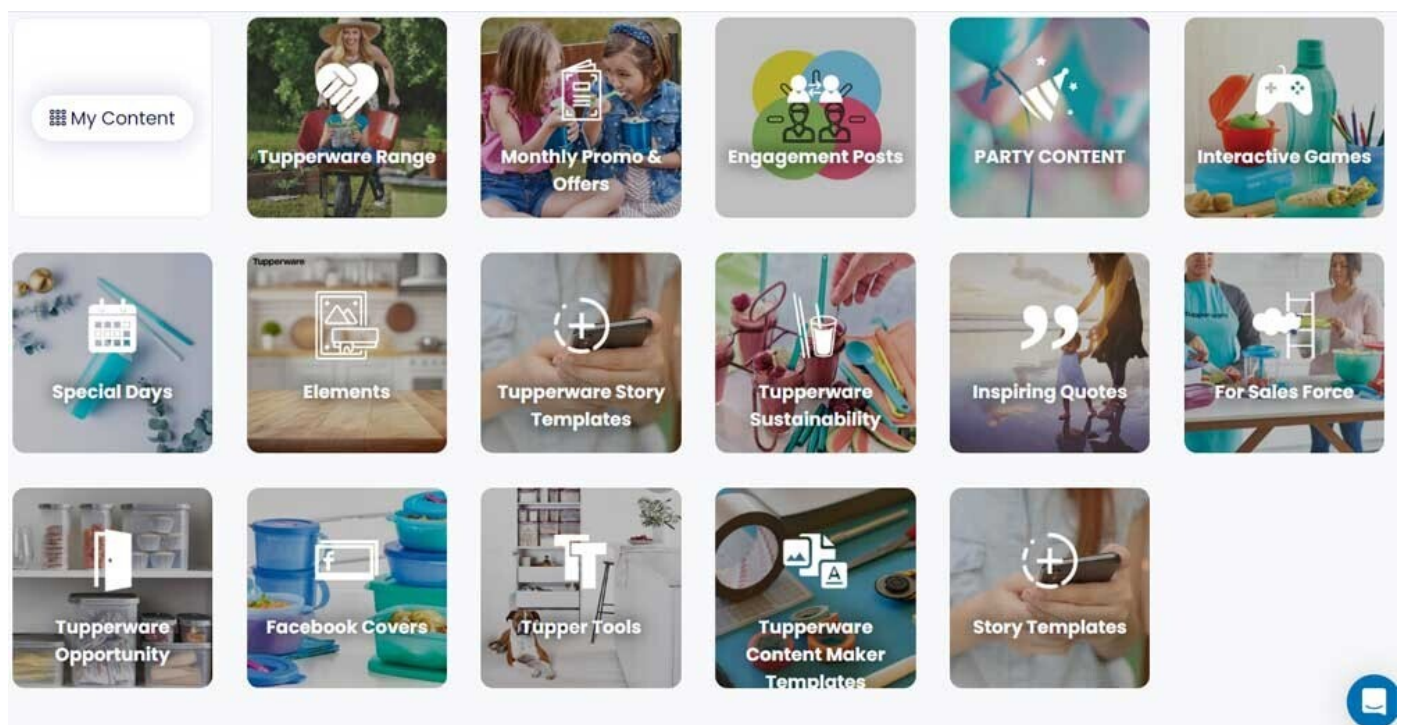 My Content
Tupperware Range
Monthly Promo &
Offers
Engagement Posts
PARTY CONTENT
Interactive Games
Special Days
Tupperware
Elements
Tupperware Story
Templates
Tupperware
Sustainability
Inspiring Quotes
Tupperware
For Sales Force
Tupperware
Opportunity
f
Facebook Covers
TT
Tupper Tools
A
Tupperware
Content Maker
Templates
Story Templates